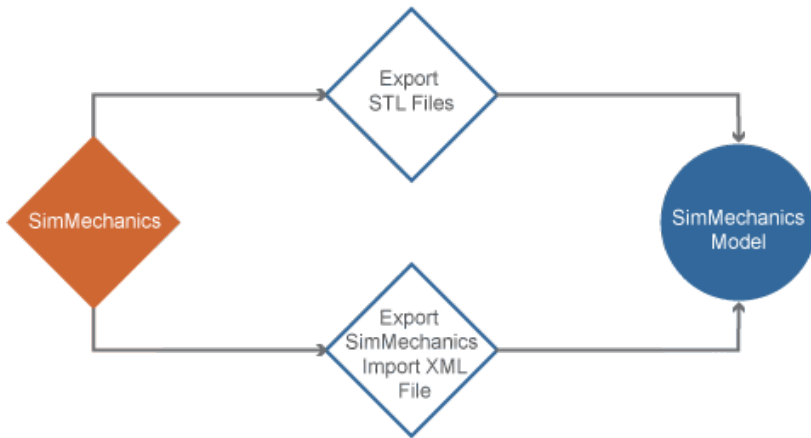 Export
STL Files
SimMechanics
SimMechanics
Model
Export
SimMechanics
Import XML
File